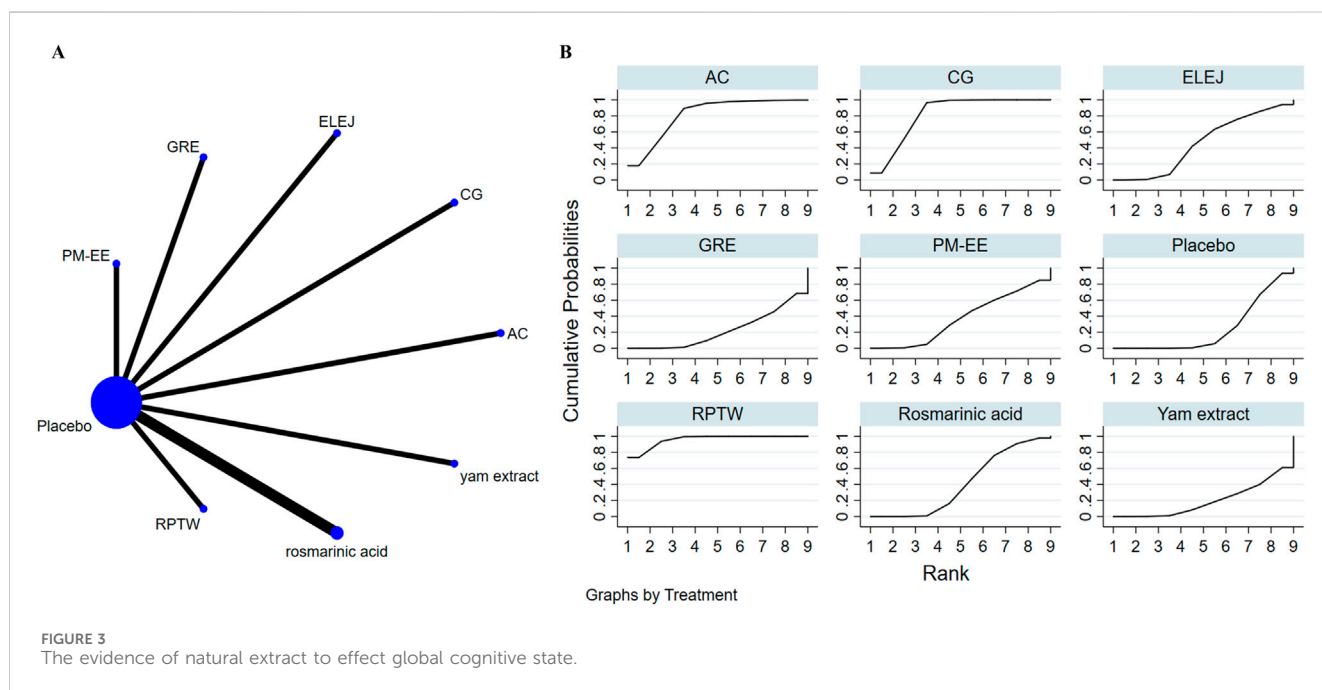 A
ELEJ
GRE
CG
PM-EE
AC
Placebo
yam extract
RPTW
rosmarinic acid
B
Cumulative Probabilities
AC
CG
ELEJ
0 .2 .4 .6 .8 1
1 2 3 4 5 6 7 8 9
0 .2 .4 .6 .8 1
1 2 3 4 5 6 7 8 9
0 .2 .4 .6 .8 1
1 2 3 4 5 6 7 8 9
GRE
PM-EE
Placebo
0 .2 .4 .6 .8 1
1 2 3 4 5 6 7 8 9
0 .2 .4 .6 .8 1
1 2 3 4 5 6 7 8 9
0 .2 .4 .6 .8 1
1 2 3 4 5 6 7 8 9
RPTW
Rosmarinic acid
Yam extract
0 .2 .4 .6 .8 1
1 2 3 4 5 6 7 8 9
0 .2 .4 .6 .8 1
1 2 3 4 5 6 7 8 9
0 .2 .4 .6 .8 1
1 2 3 4 5 6 7 8 9
Rank
Graphs by Treatment
FIGURE 3
The evidence of natural extract to effect global cognitive state.